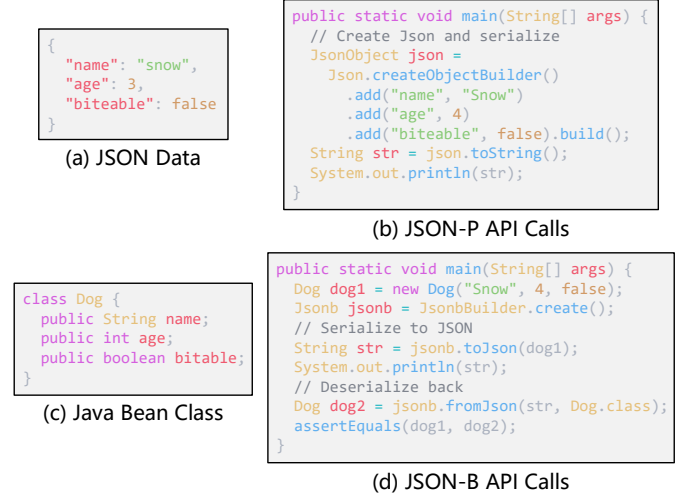 {
  "name": "snow",
  "age": 3,
  "biteable": false
}
(a) JSON Data
public static void main(String[] args) {
  // Create Json and serialize
  JsonObject json =
    Json.createObjectBuilder()
      .add("name", "Snow")
      .add("age", 4)
      .add("biteable", false).build();
  String str = json.toString();
  System.out.println(str);
}
(b) JSON-P API Calls
class Dog {
  public String name;
  public int age;
  public boolean bitable;
}
(c) Java Bean Class
public static void main(String[] args) {
  Dog dog1 = new Dog("Snow", 4, false);
  Jsonb jsonb = JsonbBuilder.create();
  // Serialize to JSON
  String str = jsonb.toJson(dog1);
  System.out.println(str);
  // Deserialize back
  Dog dog2 = jsonb.fromJson(str, Dog.class);
  assertEquals(dog1, dog2);
}
(d) JSON-B API Calls